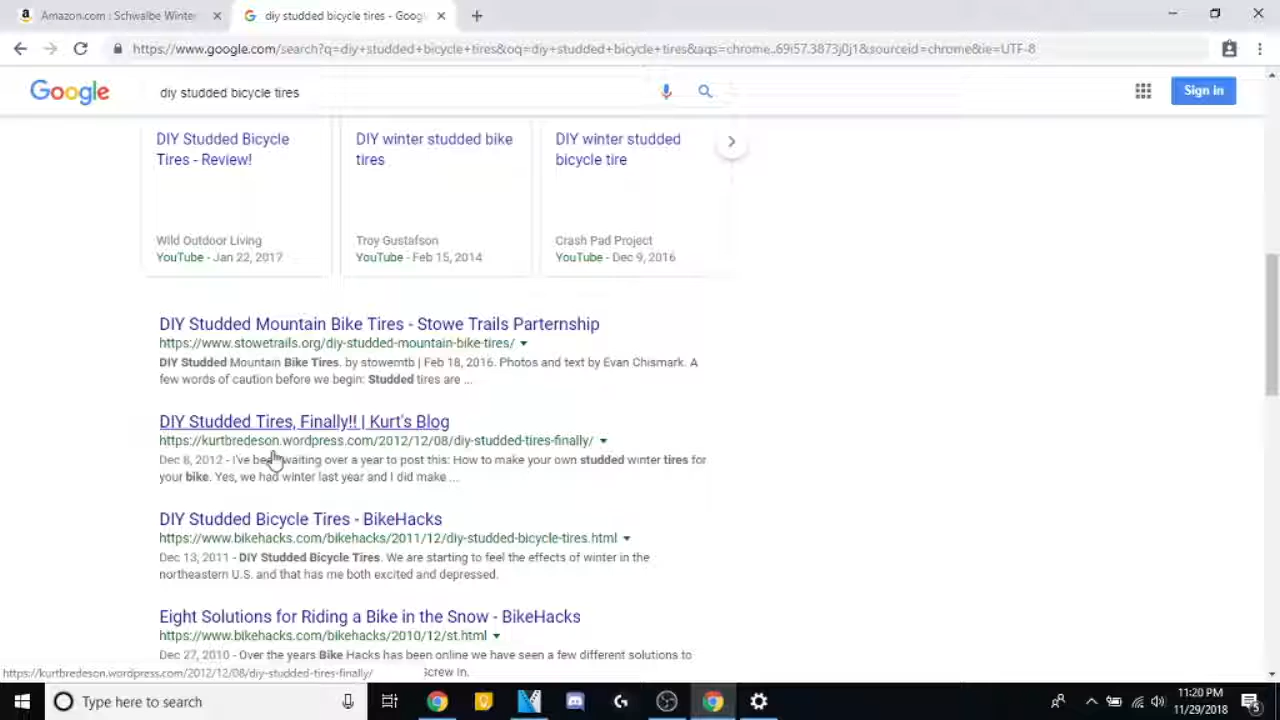 Amazon.com : Schwalbe Winter
diy studded bicycle tires - Googl
https://www.google.com/search?q=diy+studded+bicycle+tires&oq=diy+studded+bicycle+tires&aqs=chrome..69i57.3873j0j1&sourceid=chrome&ie=UTF-8
Google
diy studded bicycle tires
Sign in
DIY Studded Bicycle
Tires - Review!
Wild Outdoor Living
YouTube - Jan 22, 2017
DIY winter studded bike
tires
Troy Gustafson
YouTube - Feb 15, 2014
DIY winter studded
bicycle tire
Crash Pad Project
YouTube - Dec 9, 2016
DIY Studded Mountain Bike Tires - Stowe Trails Parternship
https://www.stowetrails.org/diy-studded-mountain-bike-tires/
DIY Studded Mountain Bike Tires. by stowemtb | Feb 18, 2016. Photos and text by Evan Chismark. A
few words of caution before we begin: Studded tires are ...
DIY Studded Tires, Finally!! | Kurt's Blog
https://kurtbredeson.wordpress.com/2012/12/08/diy-studded-tires-finally/
Dec 8, 2012 - I've been waiting over a year to post this: How to make your own studded winter tires for
your bike. Yes, we had winter last year and I did make ...
DIY Studded Bicycle Tires - BikeHacks
https://www.bikehacks.com/bikehacks/2011/12/diy-studded-bicycle-tires.html
Dec 13, 2011 - DIY Studded Bicycle Tires. We are starting to feel the effects of winter in the
northeastern U.S. and that has me both excited and depressed.
Eight Solutions for Riding a Bike in the Snow - BikeHacks
https://www.bikehacks.com/bikehacks/2010/12/st.html
Dec 27, 2010 - Over the years Bike Hacks has been online we have seen a few different solutions to
Screw in.
https://kurtbredeson.wordpress.com/2012/12/08/diy-studded-tires-finally/
Type here to search
11:20 PM
11/29/2018